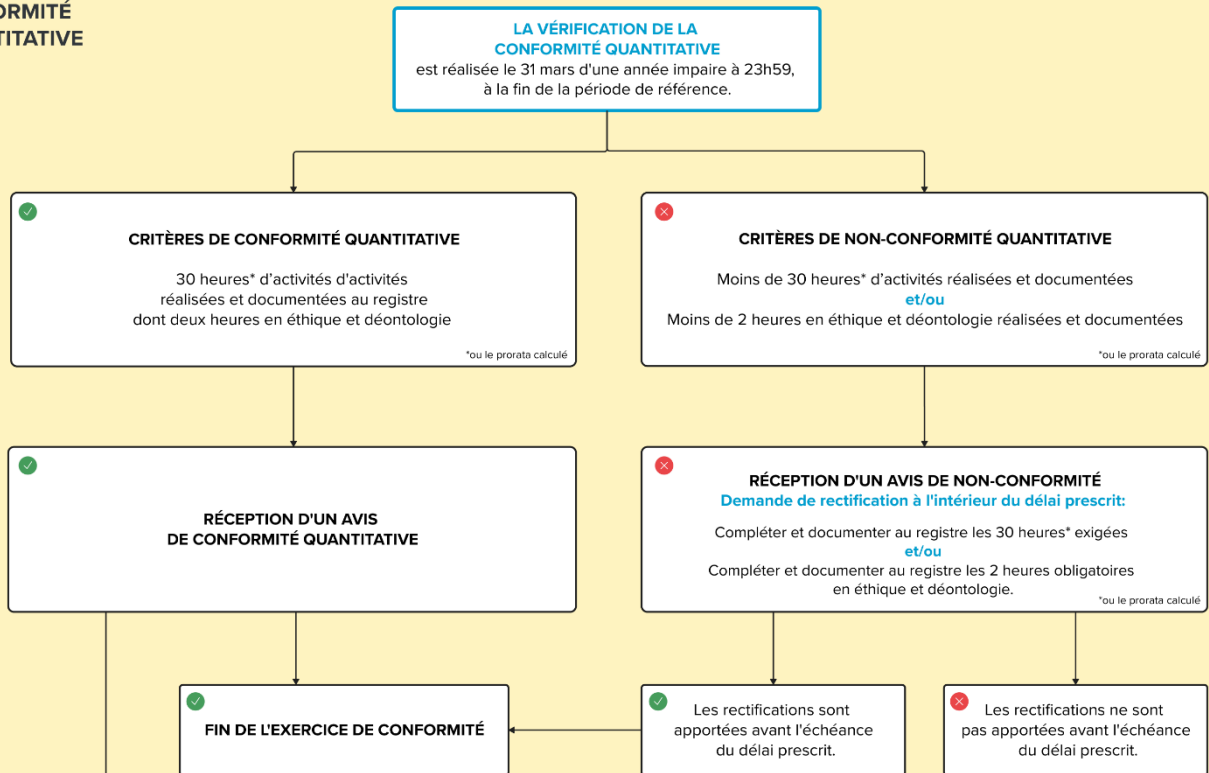 LA VÉRIFICATION DE LA
CONFORMITÉ QUANTITATIVE
est réalisée le 31 mars d'une année impaire à 23h59,
à la fin de la période de référence.
CRITÈRES DE CONFORMITÉ QUANTITATIVE
30 heures* d'activités d'activités
réalisées et documentées au registre
dont deux heures en éthique et déontologie
*ou le prorata calculé
CRITÈRES DE NON-CONFORMITÉ QUANTITATIVE
Moins de 30 heures* d'activités réalisées et documentées
et/ou
Moins de 2 heures en éthique et déontologie réalisées et documentées
*ou le prorata calculé
RÉCEPTION D'UN AVIS
DE CONFORMITÉ QUANTITATIVE
RÉCEPTION D'UN AVIS DE NON-CONFORMITÉ
Demande de rectification à l'intérieur du délai prescrit:
Compléter et documenter au registre les 30 heures* exigées
et/ou
Compléter et documenter au registre les 2 heures obligatoires
en éthique et déontologie.
*ou le prorata calculé
FIN DE L'EXERCICE DE CONFORMITÉ
Les rectifications sont
apportées avant l'échéance
du délai prescrit.
Les rectifications ne sont
pas apportées avant l'échéance
du délai prescrit.